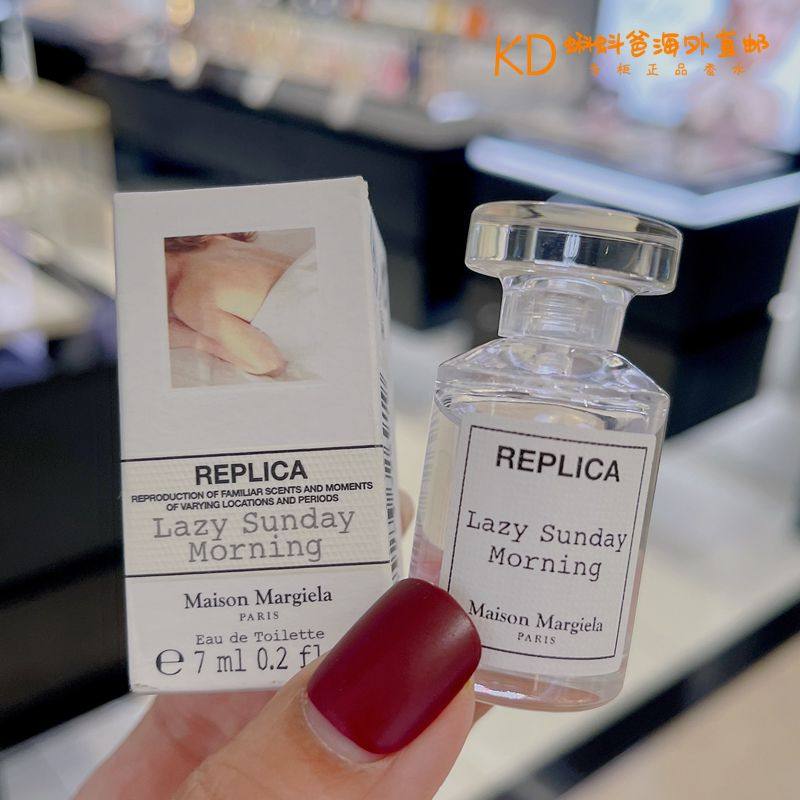 KD 蝌蚪爸海外直邮
专柜正品香水
REPLICA
REPRODUCTION OF FAMILIAR SCENTS AND MOMENTS
OF VARYING LOCATIONS AND PERIODS
Lazy Sunday
Morning
Maison Margiela
PARIS
Eau de Toilette
℮ 7 ml 0.2 fl
REPLICA
Lazy Sunday
Morning
Maison Margiela
PARIS